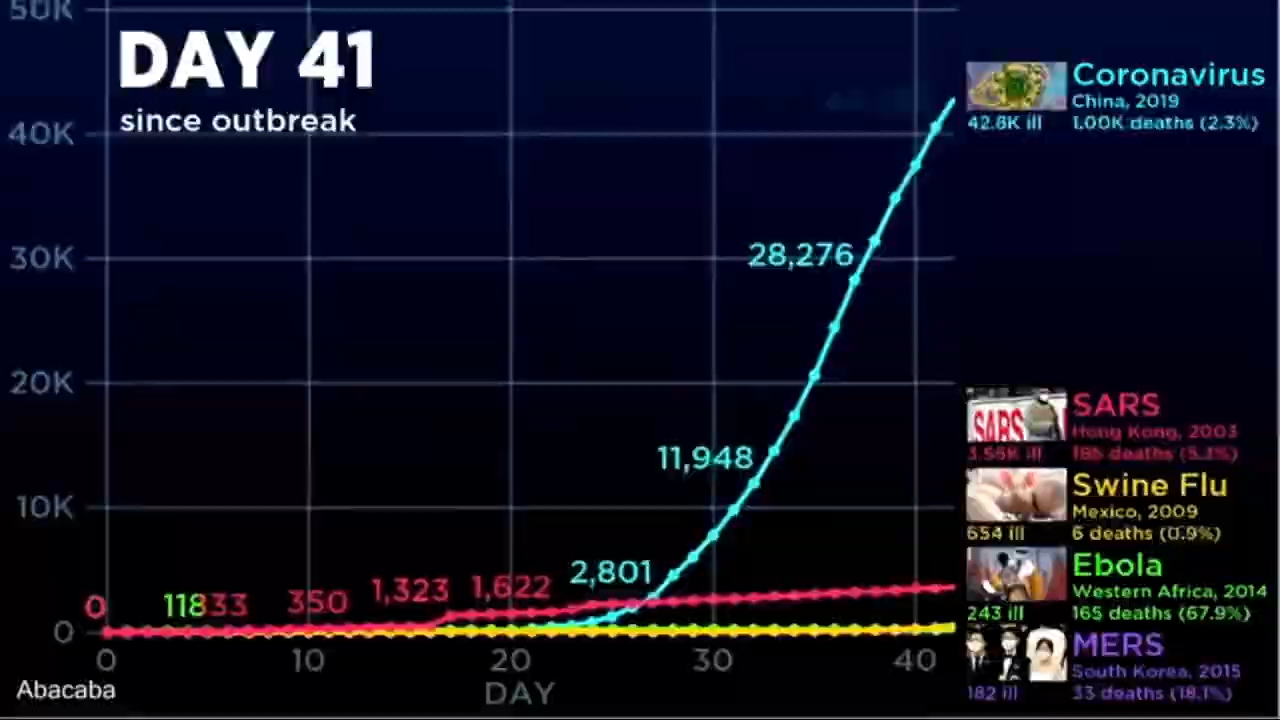 50K
DAY 41
since outbreak
40K
30K
20K
10K
0
0
118
333
350
1,323
1,622
2,801
11,948
28,276
0
10
20
30
40
DAY
Abacaba
Coronavirus
China, 2019
42.8K ill 1.00K deaths (2.3%)
SARS
SARS
Hong Kong, 2003
Swine Flu
Mexico, 2009
654 ill 6 deaths (0.9%)
Ebola
Western Africa, 2014
243 ill 165 deaths (67.9%)
MERS
South Korea, 2015
182 ill 33 deaths (18.1%)